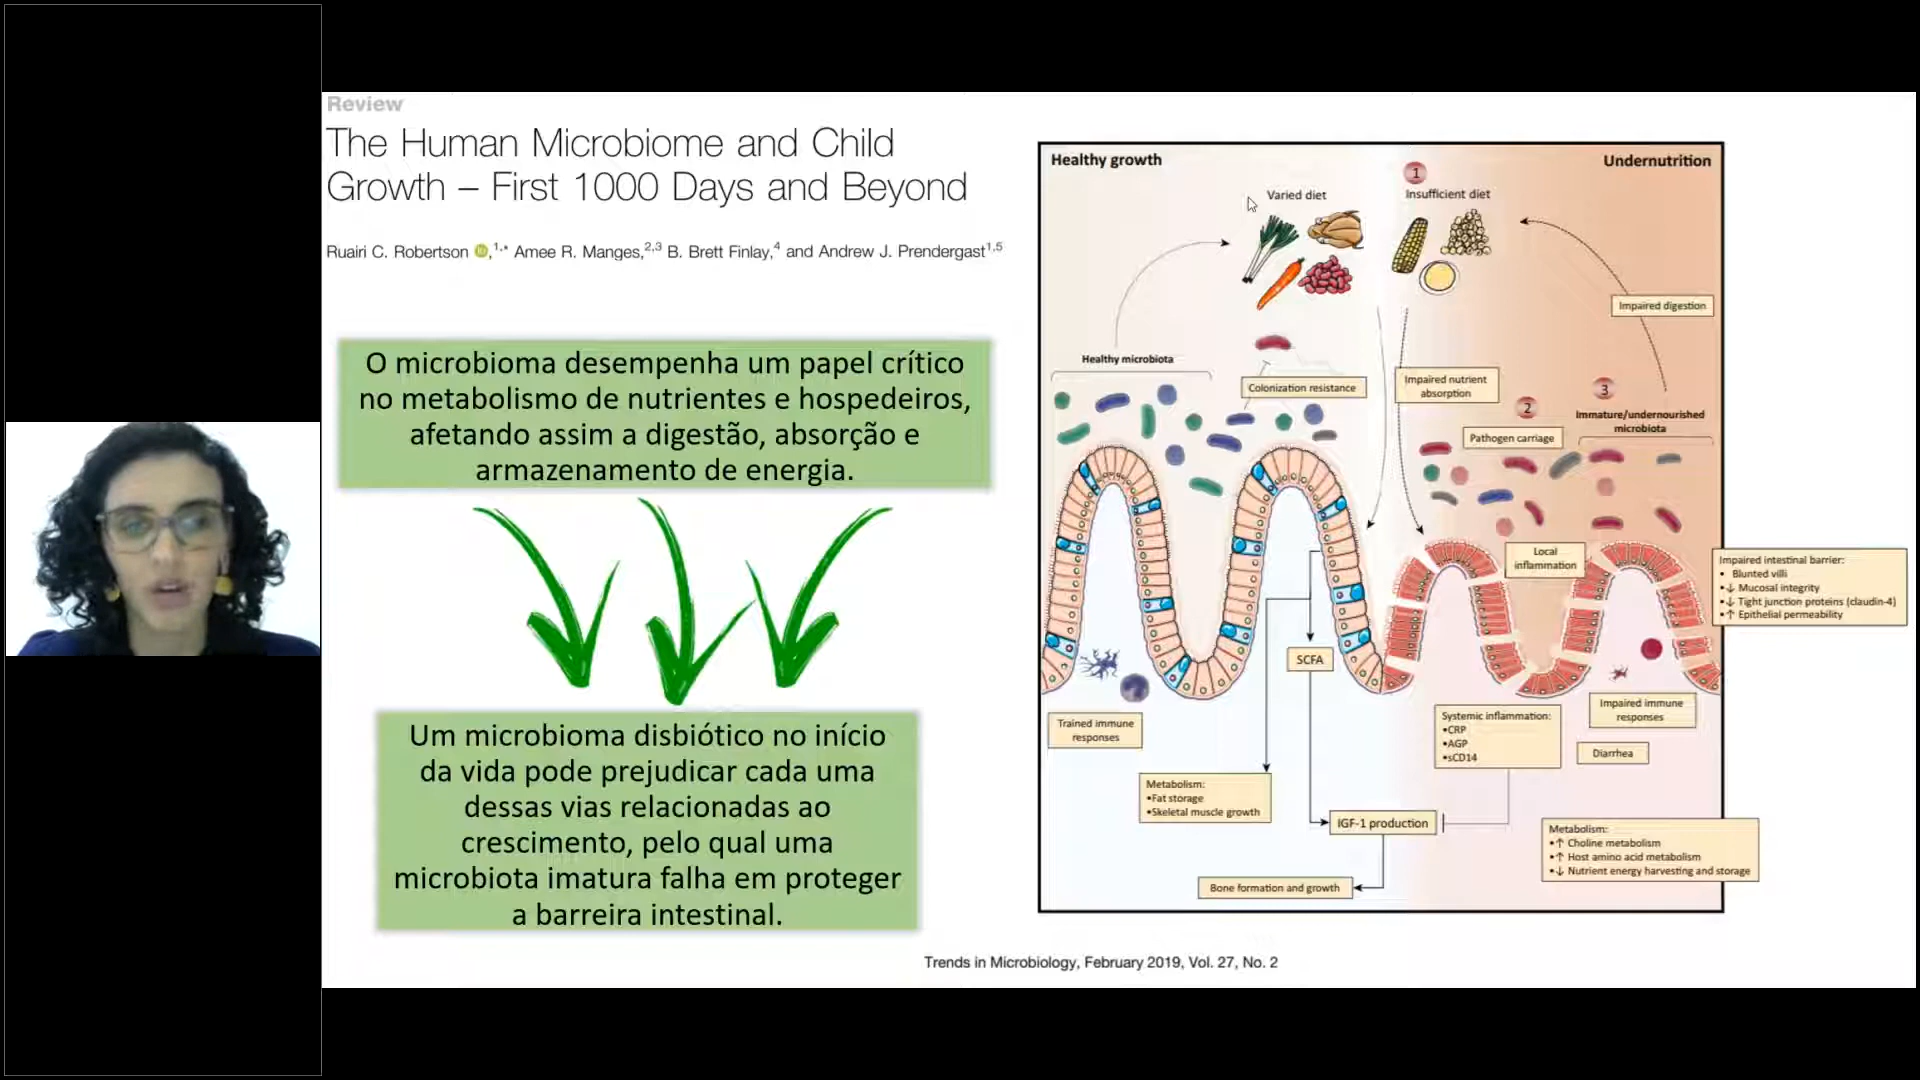 Review
The Human Microbiome and Child
Growth – First 1000 Days and Beyond
Ruairi C. Robertson iD,1,* Amee R. Manges,2,3 B. Brett Finlay,4 and Andrew J. Prendergast1,5
O microbioma desempenha um papel crítico
no metabolismo de nutrientes e hospedeiros,
afetando assim a digestão, absorção e
armazenamento de energia.
Um microbioma disbiótico no início
da vida pode prejudicar cada uma
dessas vias relacionadas ao
crescimento, pelo qual uma
microbiota imatura falha em proteger
a barreira intestinal.
Healthy growth
Undernutrition
1
Varied diet
Insufficient diet
Impaired digestion
Healthy microbiota
Colonization resistance
Impaired nutrient
absorption
2
Pathogen carriage
3
Immature/undernourished
microbiota
Local
inflammation
Impaired intestinal barrier:
• Blunted villi
•↓ Mucosal integrity
•↓ Tight junction proteins (claudin-4)
•↑ Epithelial permeability
SCFA
Trained immune
responses
Impaired immune
responses
Systemic inflammation:
•CRP
•AGP
•sCD14
Diarrhea
Metabolism:
•Fat storage
•Skeletal muscle growth
IGF-1 production
Metabolism:
•↑ Choline metabolism
•↑ Host amino acid metabolism
•↓ Nutrient energy harvesting and storage
Bone formation and growth
Trends in Microbiology, February 2019, Vol. 27, No. 2